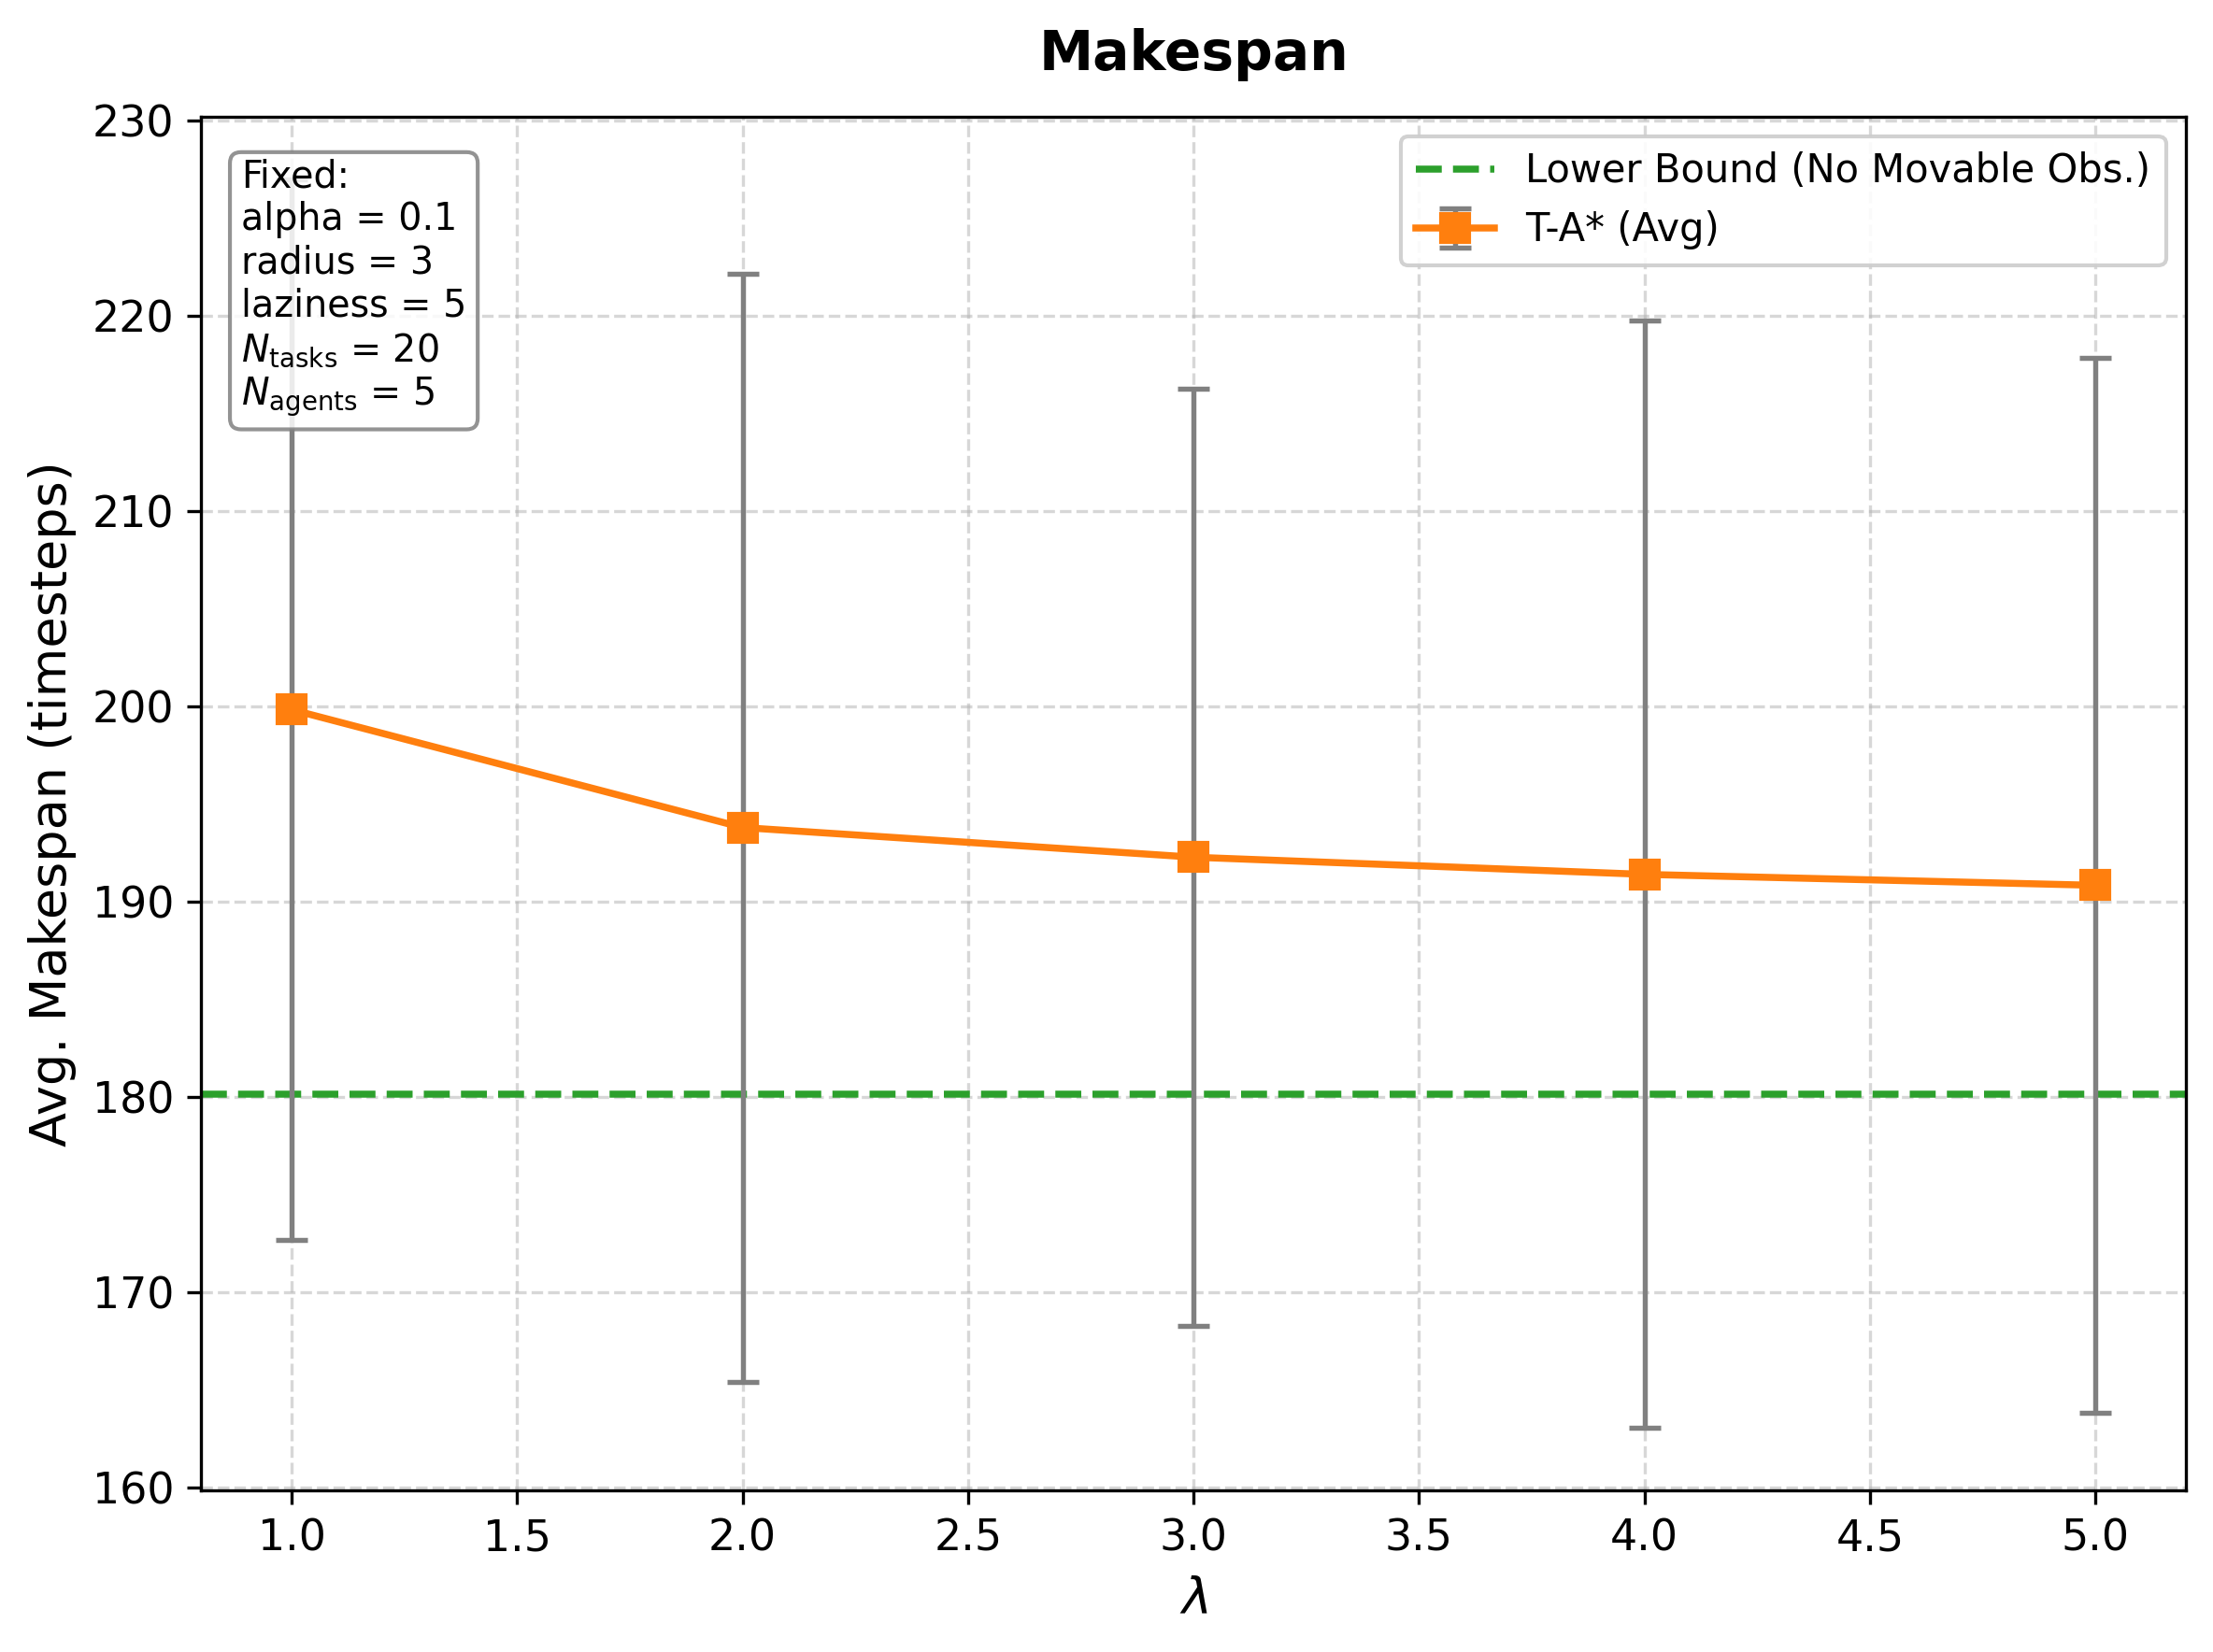 Makespan
230
220
210
200
190
180
170
160
Avg. Makespan (timesteps)
Fixed:
alpha = 0.1
radius = 3
laziness = 5
N_tasks = 20
N_agents = 5
Lower Bound (No Movable Obs.)
T-A* (Avg)
1.0 1.5 2.0 2.5 3.0 3.5 4.0 4.5 5.0
λ